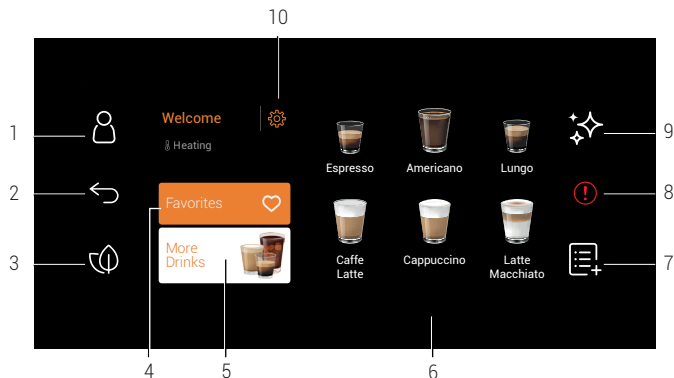 10
1
2
3
Welcome
Heating
Favorites
More
Drinks
Espresso
Americano
Lungo
Caffe
Latte
Cappuccino
Latte
Macchiato
9
8
7
4
5
6